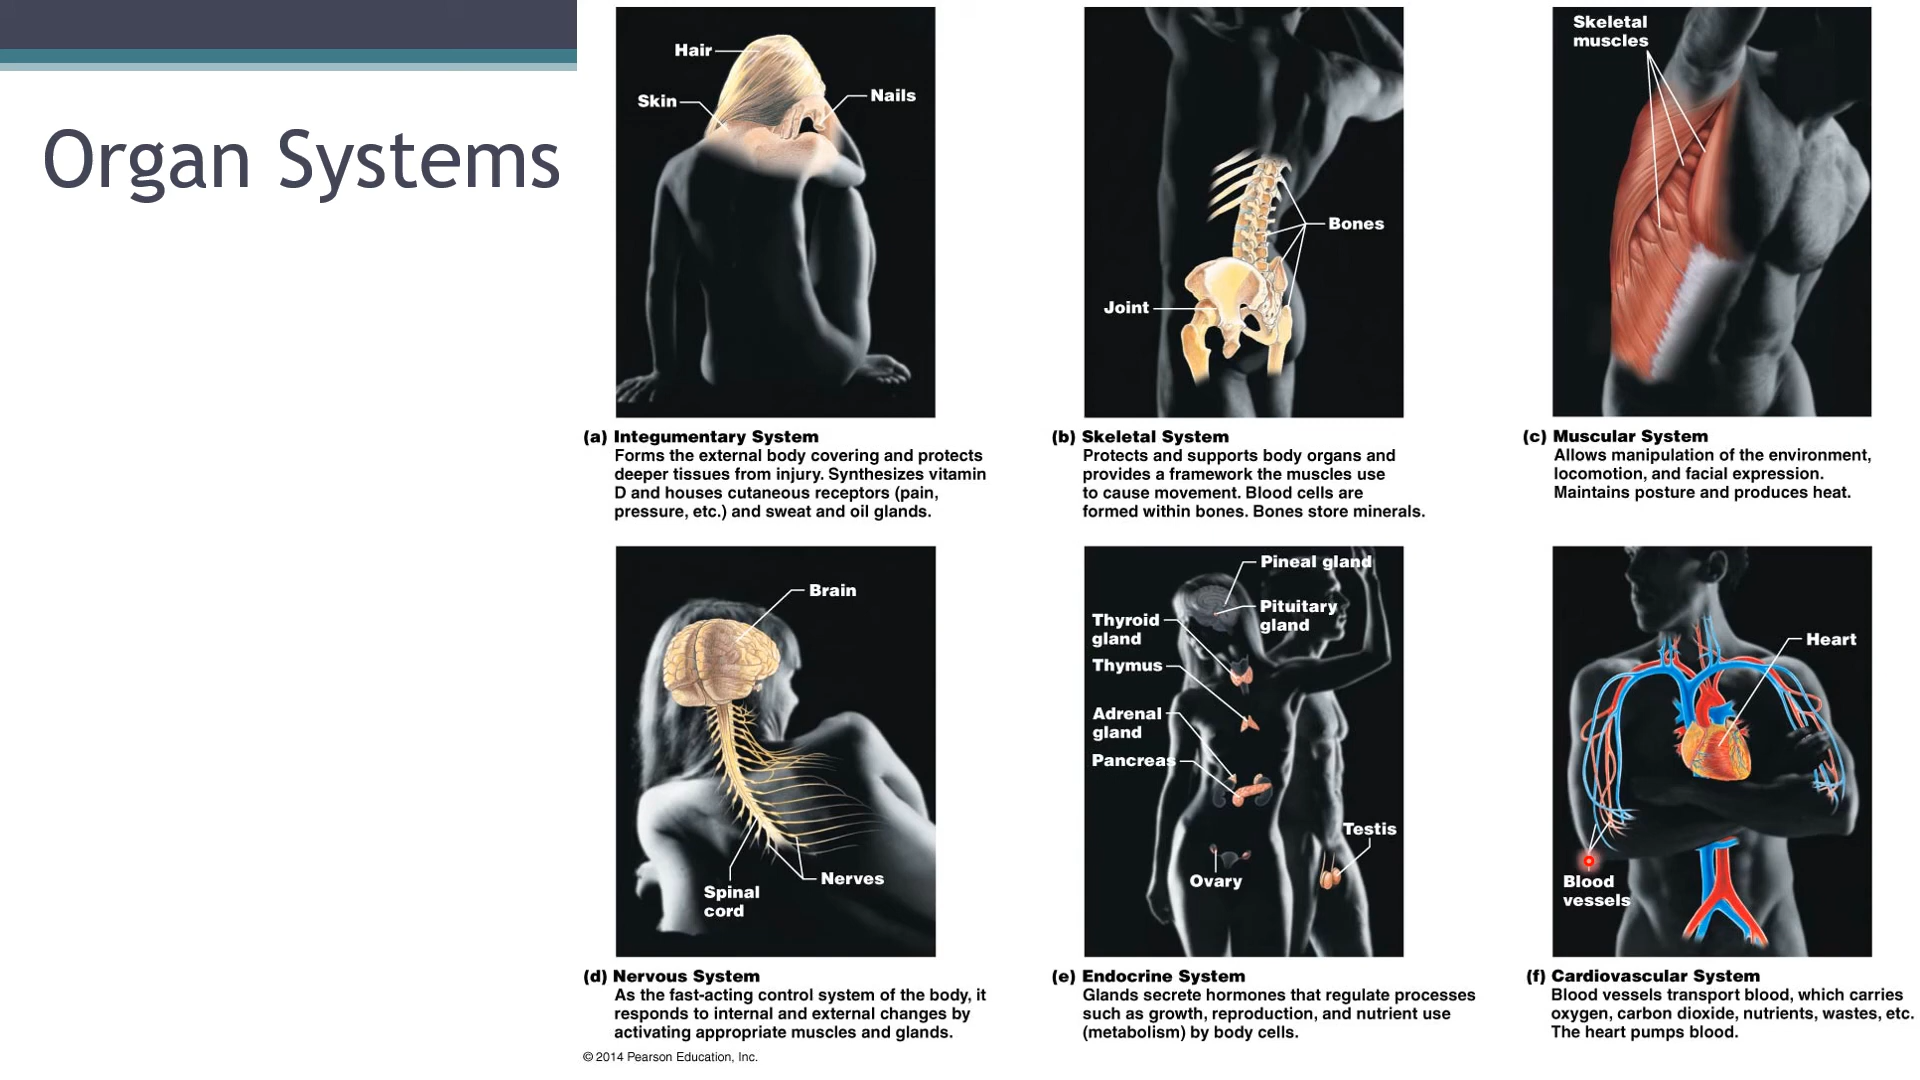 Organ Systems
Hair
Skin
Nails
(a) Integumentary System
Forms the external body covering and protects
deeper tissues from injury. Synthesizes vitamin
D and houses cutaneous receptors (pain,
pressure, etc.) and sweat and oil glands.
Bones
Joint
(b) Skeletal System
Protects and supports body organs and
provides a framework the muscles use
to cause movement. Blood cells are
formed within bones. Bones store minerals.
Skeletal
muscles
(c) Muscular System
Allows manipulation of the environment,
locomotion, and facial expression.
Maintains posture and produces heat.
Brain
Spinal
cord
Nerves
(d) Nervous System
As the fast-acting control system of the body, it
responds to internal and external changes by
activating appropriate muscles and glands.
Pineal gland
Pituitary
gland
Thyroid
gland
Thymus
Adrenal
gland
Pancreas
Testis
Ovary
(e) Endocrine System
Glands secrete hormones that regulate processes
such as growth, reproduction, and nutrient use
(metabolism) by body cells.
Heart
Blood
vessels
(f) Cardiovascular System
Blood vessels transport blood, which carries
oxygen, carbon dioxide, nutrients, wastes, etc.
The heart pumps blood.
© 2014 Pearson Education, Inc.